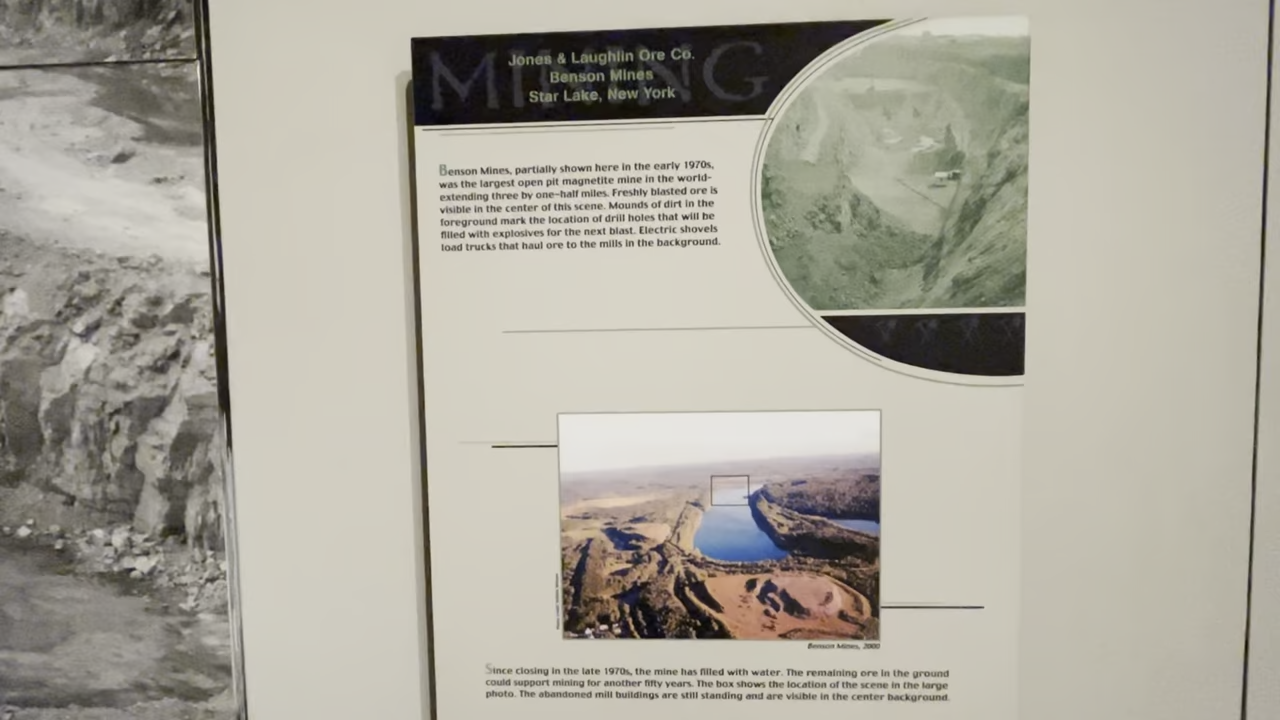 MINING
Jones & Laughlin Ore Co.
Benson Mines
Star Lake, New York
Benson Mines, partially shown here in the early 1970s,
was the largest open pit magnetite mine in the world-
extending three by one-half miles. Freshly blasted ore is
visible in the center of this scene. Mounds of dirt in the
foreground mark the location of drill holes that will be
filled with explosives for the next blast. Electric shovels
load trucks that haul ore to the mills in the background.
Benson Mines, 2000
Since closing in the late 1970s, the mine has filled with water. The remaining ore in the ground
could support mining for another fifty years. The box shows the location of the scene in the large
photo. The abandoned mill buildings are still standing and are visible in the center background.